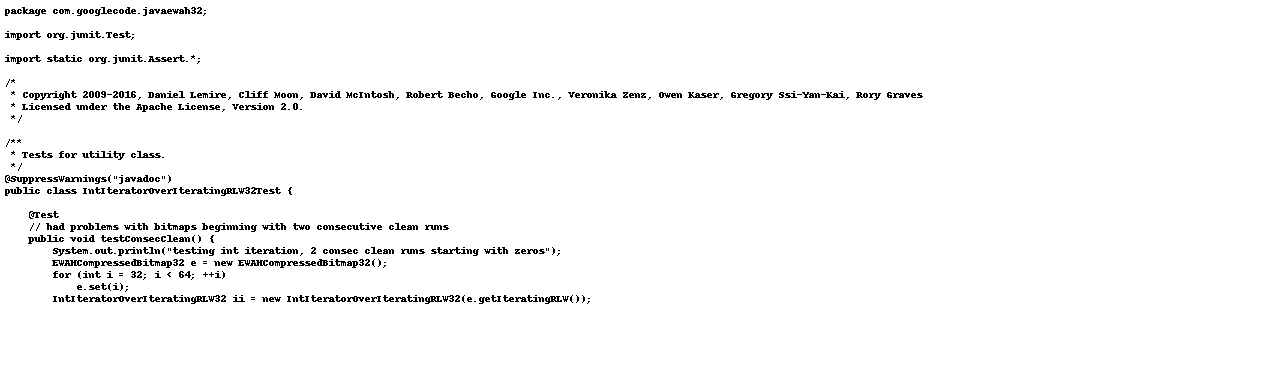 package com.googlecode.javaewah32;

import org.junit.Test;

import static org.junit.Assert.*;

/*
 * Copyright 2009-2016, Daniel Lemire, Cliff Moon, David McIntosh, Robert Becho, Google Inc., Veronika Zenz, Owen Kaser, Gregory Ssi-Yan-Kai, Rory Graves
 * Licensed under the Apache License, Version 2.0.
 */

/**
 * Tests for utility class.
 */
@SuppressWarnings("javadoc")
public class IntIteratorOverIteratingRLW32Test {

    @Test
    // had problems with bitmaps beginning with two consecutive clean runs
    public void testConsecClean() {
        System.out.println("testing int iteration, 2 consec clean runs starting with zeros");
        EWAHCompressedBitmap32 e = new EWAHCompressedBitmap32();
        for (int i = 32; i < 64; ++i)
            e.set(i);
        IntIteratorOverIteratingRLW32 ii = new IntIteratorOverIteratingRLW32(e.getIteratingRLW());